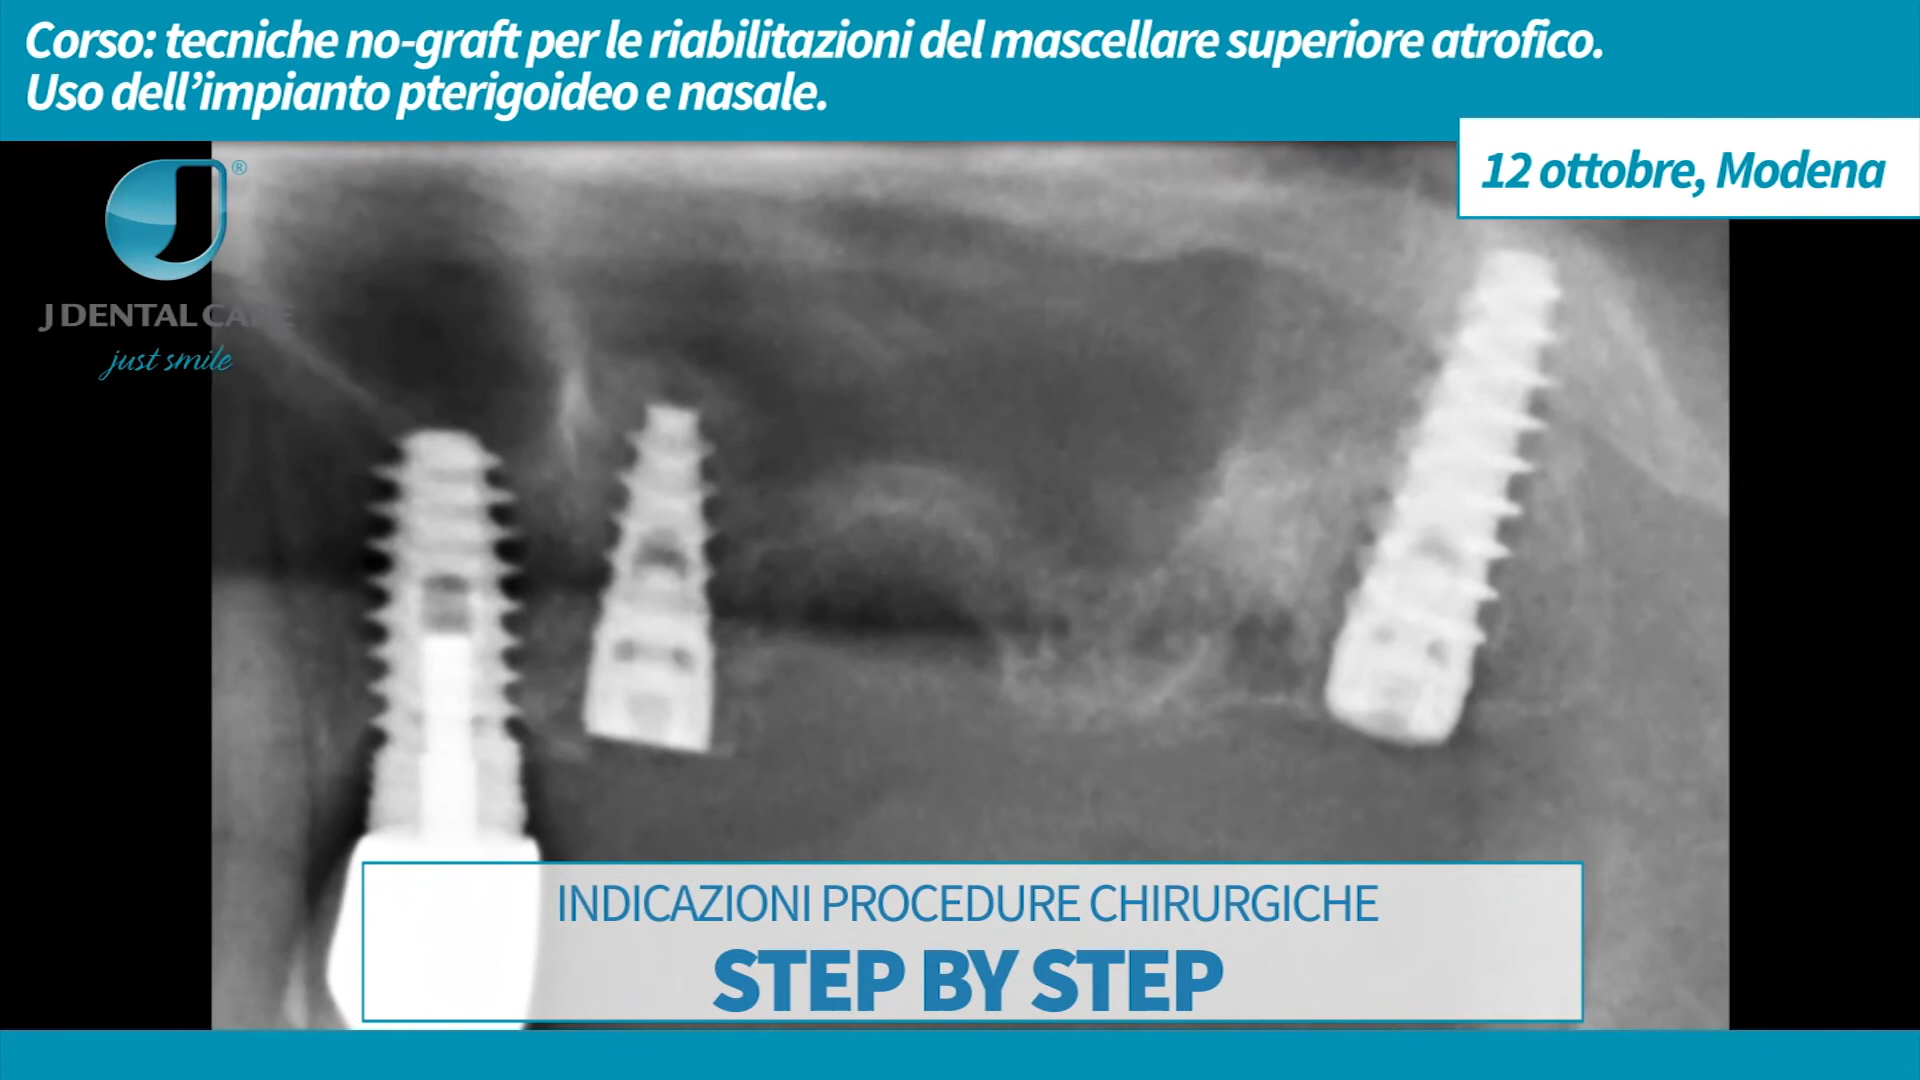 Corso: tecniche no-graft per le riabilitazioni del mascellare superiore atrofico.
Uso dell'impianto pterigoideo e nasale.
12 ottobre, Modena
®
J DENTAL CARE
just smile
INDICAZIONI PROCEDURE CHIRURGICHE
STEP BY STEP